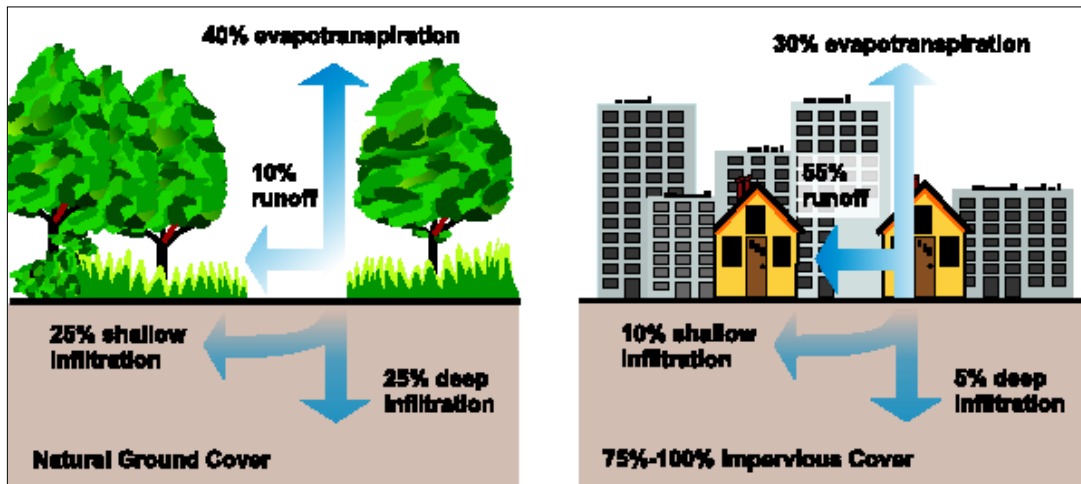 40% evapotranspiration
10%
runoff
25% shallow
infiltration
25% deep
infiltration
Natural Ground Cover
30% evapotranspiration
55%
runoff
10% shallow
infiltration
5% deep
infiltration
75%-100% Impervious Cover